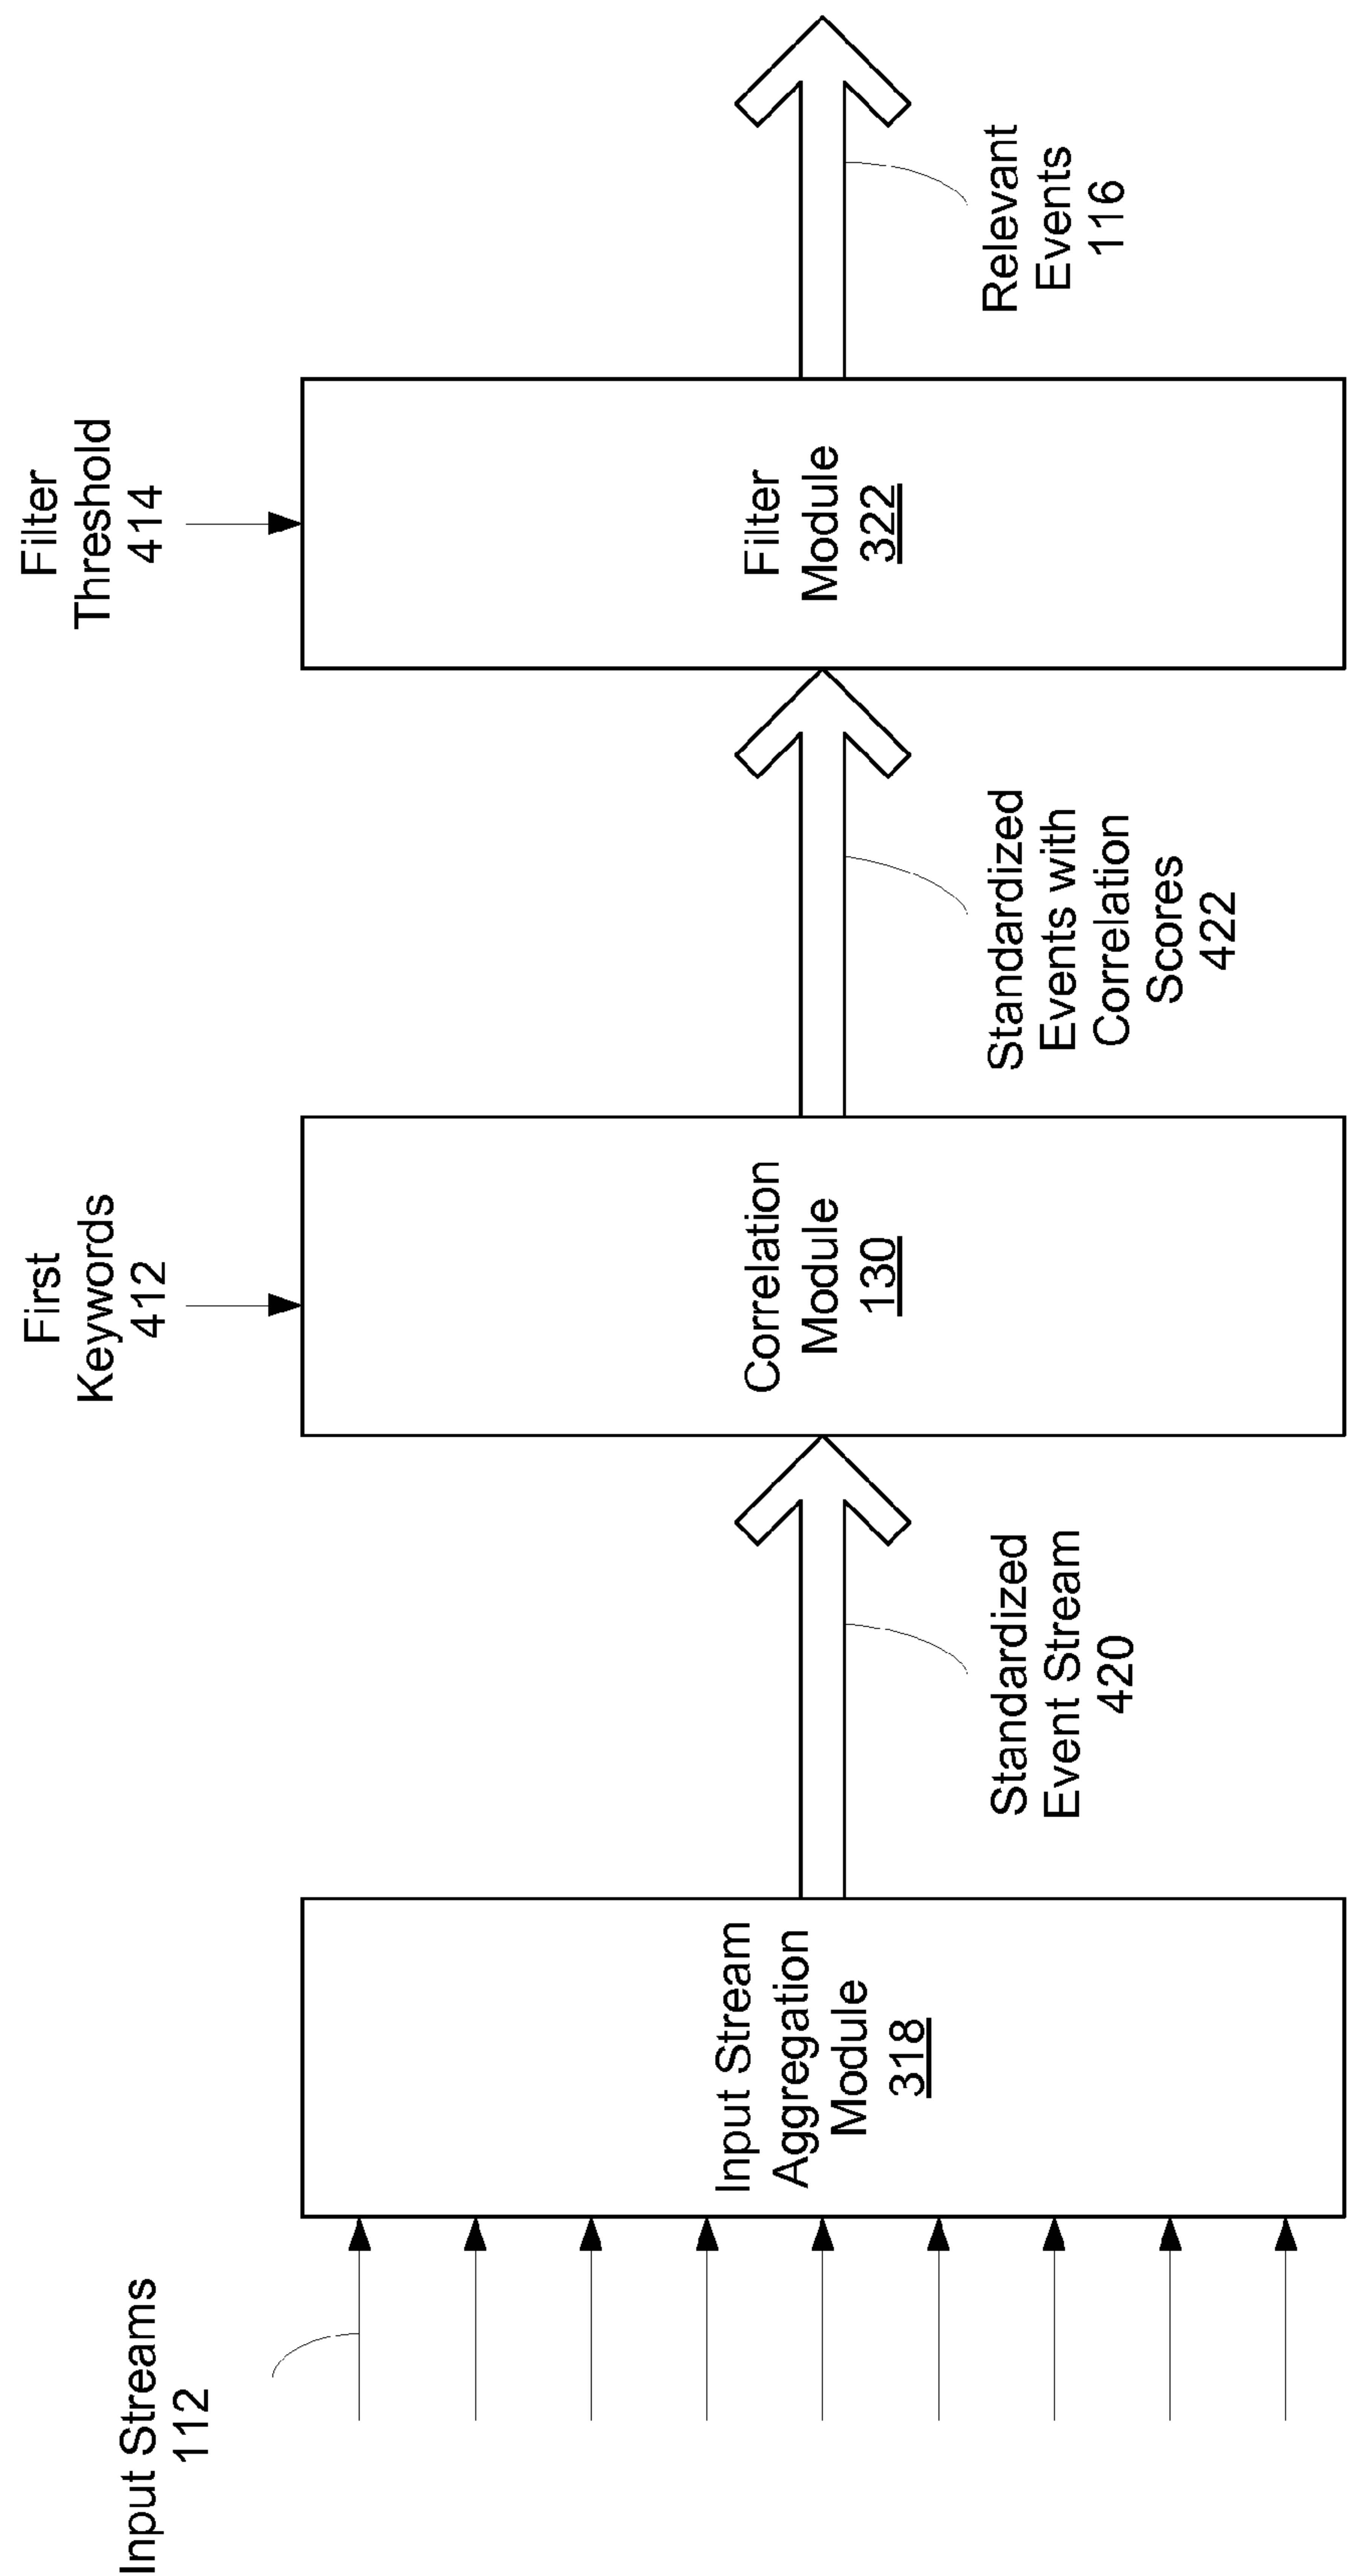 Input Streams
112
Input Stream
Aggregation
Module
318
Standardized
Event Stream
420
First
Keywords
412
Correlation
Module
130
Standardized
Events with
Correlation
Scores
422
Filter
Threshold
414
Filter
Module
322
Relevant
Events
116